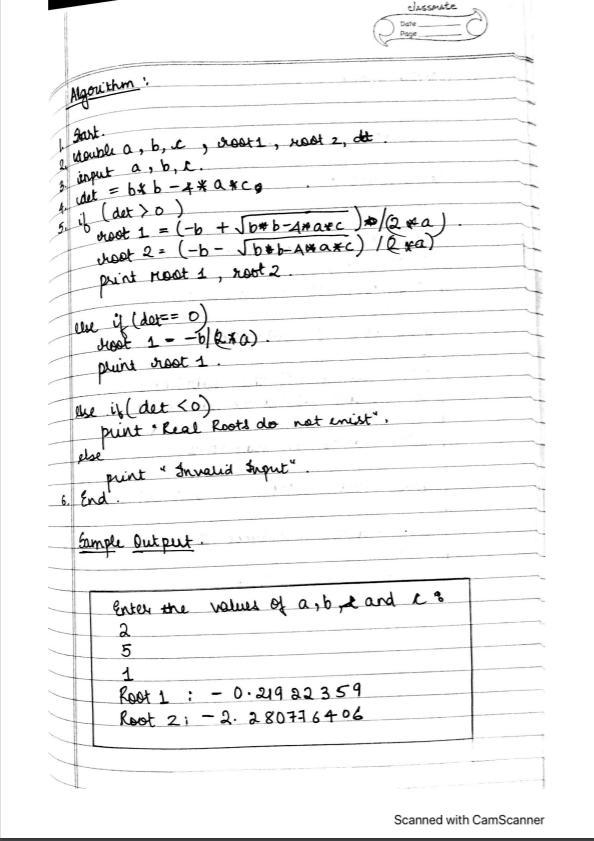 classmate
Date
Page
Algorithm :
1. Start.
2. double a, b, c , root1, root 2, det .
3. input a, b, c.
4. det = b*b - 4*a*c.
5. if (det > 0)
root 1 = (-b + √b*b-4*a*c )/(2*a)
root 2 = (-b - √b*b-4*a*c) /(2*a)
print root 1 , root 2 .
else if (det == 0)
root 1 = -b/(2*a) .
print root 1 .
else if ( det < 0)
print "Real Roots do not exist".
else
print " Invalid Input" .
6. End .
Sample Output .
Enter the values of a, b, and c :
2
5
1
Root 1 : - 0.21922359
Root 2 : - 2.280776406
Scanned with CamScanner